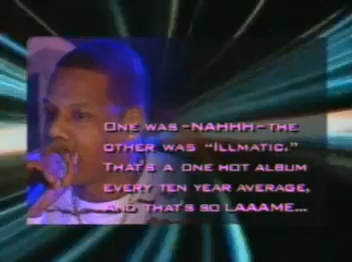 ONE WAS -NAHHH- THE
OTHER WAS "ILLMATIC."
THAT'S A ONE HOT ALBUM
EVERY TEN YEAR AVERAGE,
AND THAT'S SO LAAAME...